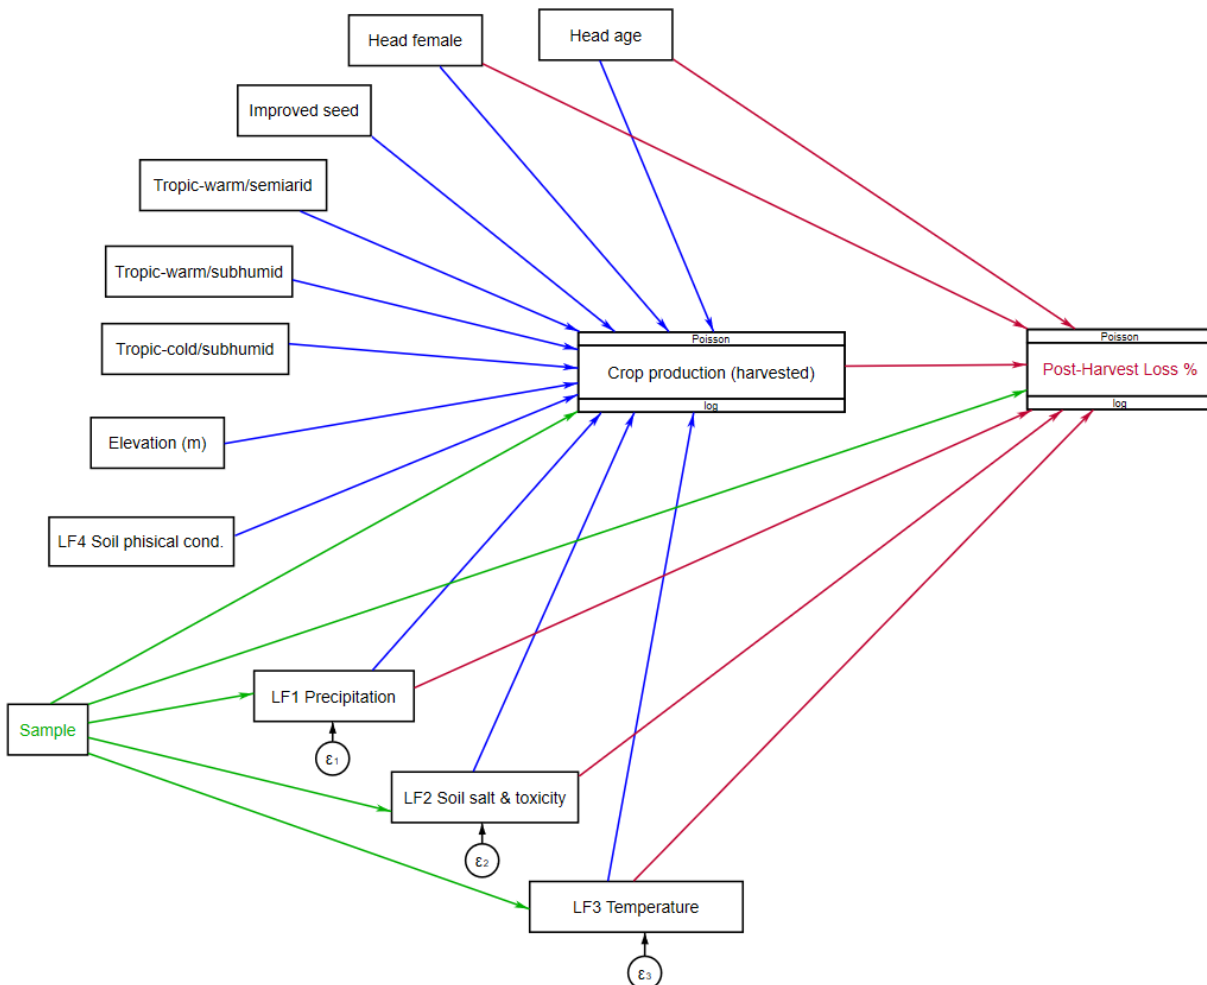 Head female
Head age
Improved seed
Tropic-warm/semiarid
Tropic-warm/subhumid
Tropic-cold/subhumid
Elevation (m)
LF4 Soil phisical cond.
Poisson
Crop production (harvested)
log
Poisson
Post-Harvest Loss %
log
Sample
LF1 Precipitation
ε1
LF2 Soil salt & toxicity
ε2
LF3 Temperature
ε3